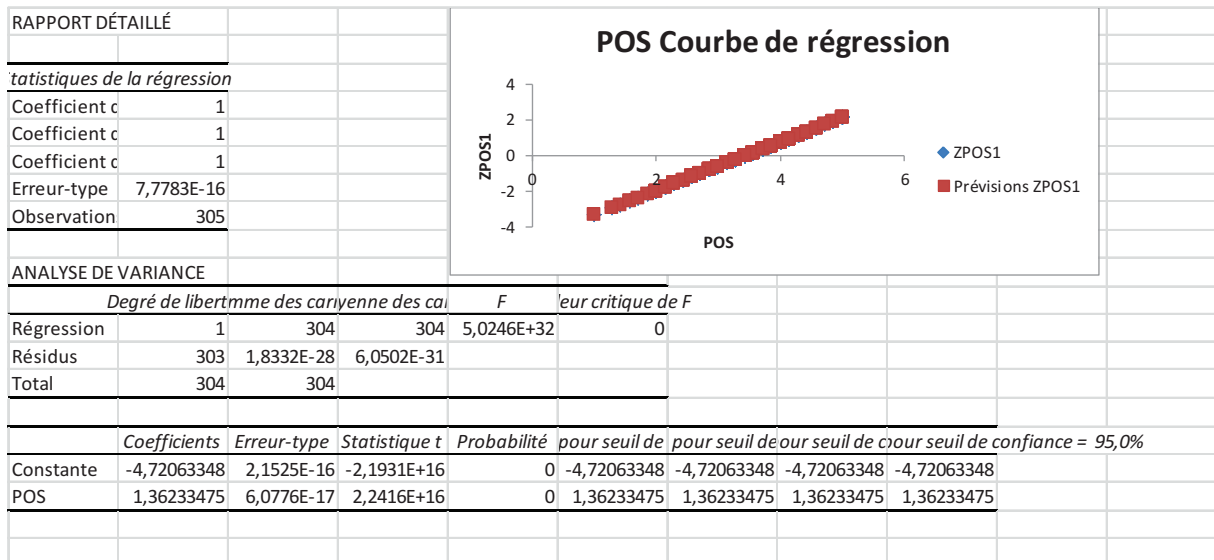 RAPPORT DÉTAILLÉ
tatistiques de la régression
Coefficient 1
Coefficient 1
Coefficient 1
Erreur-type 7,7783E-16
Observation 305
POS Courbe de régression
4
2
0
-2
-4
0 2 4 6
ZPOS1
POS
ZPOS1
Prévisions ZPOS1
ANALYSE DE VARIANCE
Degré de libert mme des car yenne des car F eur critique de F
Régression 1 304 304 5,0246E+32 0
Résidus 303 1,8332E-28 6,0502E-31
Total 304 304
Coefficients Erreur-type Statistique t Probabilité pour seuil de pour seuil de our seuil de c our seuil de confiance = 95,0%
Constante -4,72063348 2,1525E-16 -2,1931E+16 0 -4,72063348 -4,72063348 -4,72063348 -4,72063348
POS 1,36233475 6,0776E-17 2,2416E+16 0 1,36233475 1,36233475 1,36233475 1,36233475